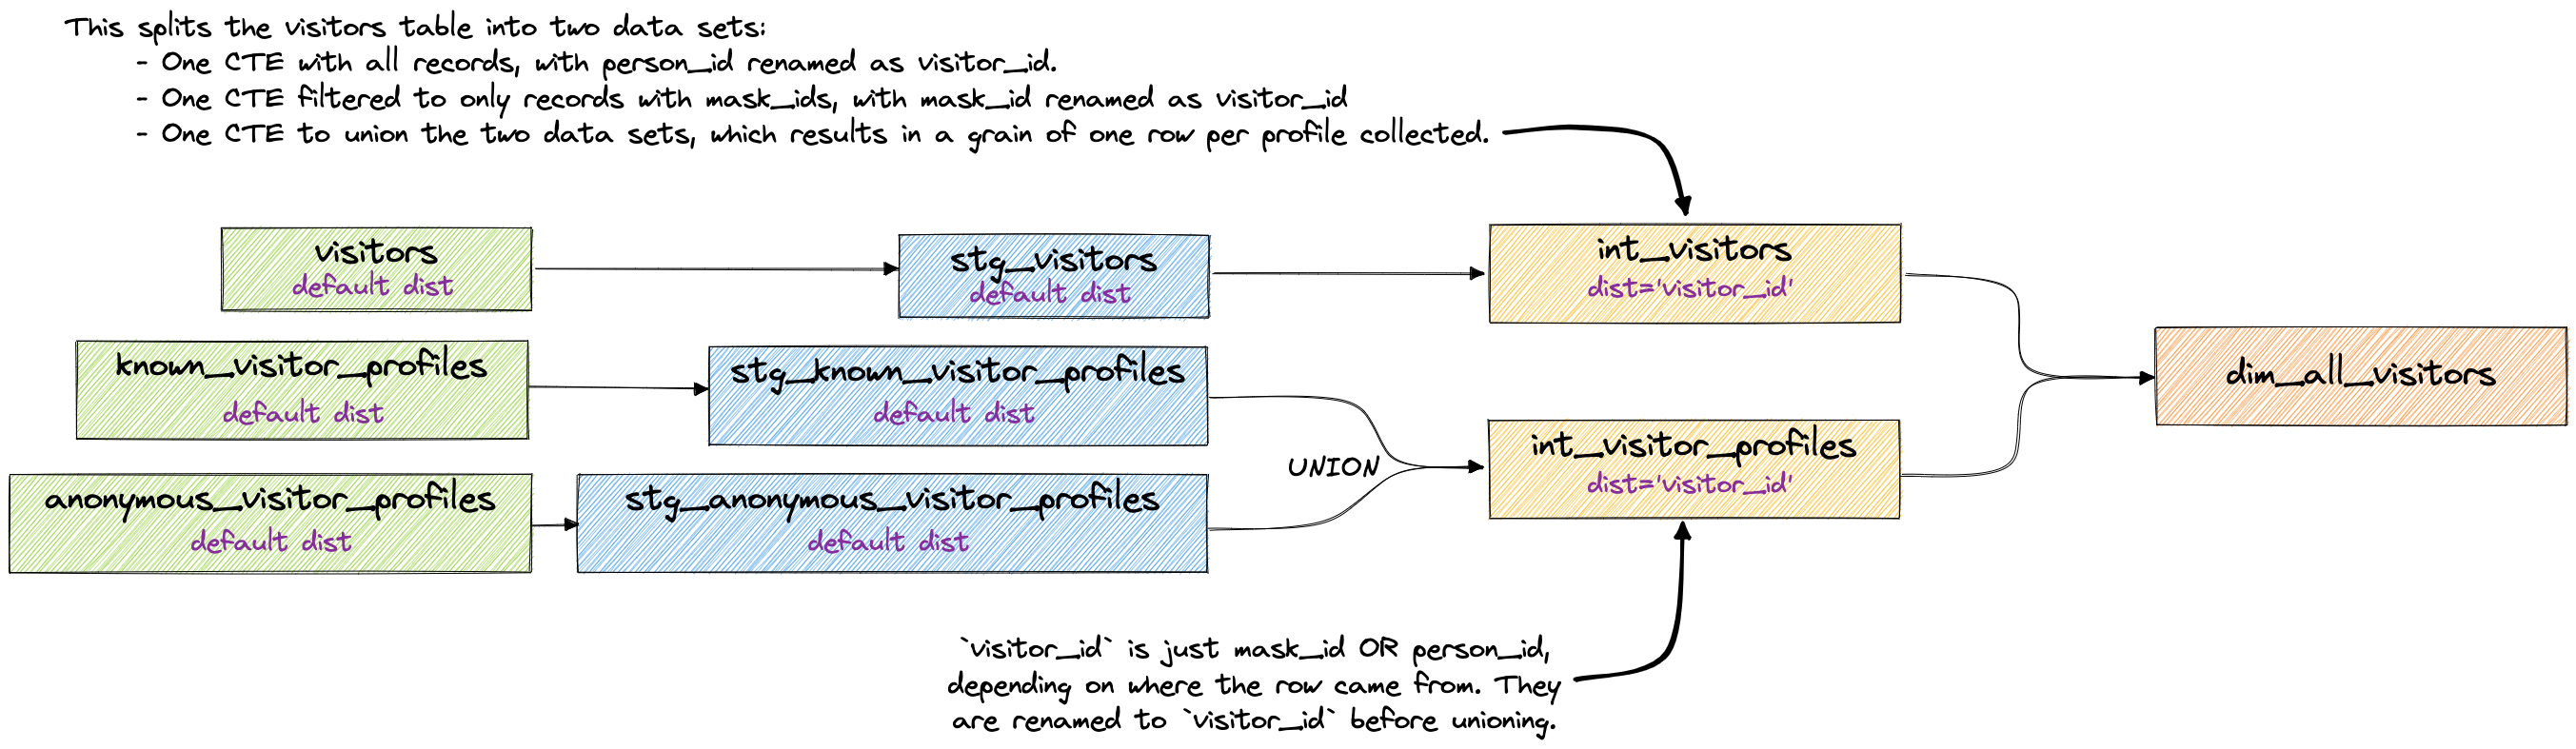 This splits the visitors table into two data sets:
- One CTE with all records, with person_id renamed as visitor_id.
- One CTE filtered to only records with mask_ids, with mask_id renamed as visitor_id
- One CTE to union the two data sets, which results in a grain of one row per profile collected.
visitors
default dist
stg_visitors
default dist
int_visitors
dist='visitor_id'
known_visitor_profiles
default dist
stg_known_visitor_profiles
default dist
dim_all_visitors
anonymous_visitor_profiles
default dist
stg_anonymous_visitor_profiles
default dist
UNION
int_visitor_profiles
dist='visitor_id'
`visitor_id` is just mask_id OR person_id,
depending on where the row came from. They
are renamed to `visitor_id` before unioning.